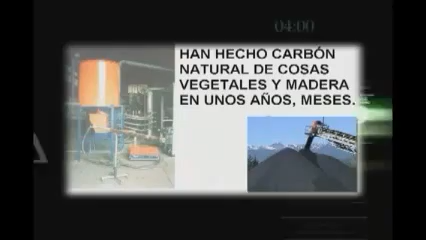 04:00
HAN HECHO CARBÓN
NATURAL DE COSAS
VEGETALES Y MADERA
EN UNOS AÑOS, MESES.